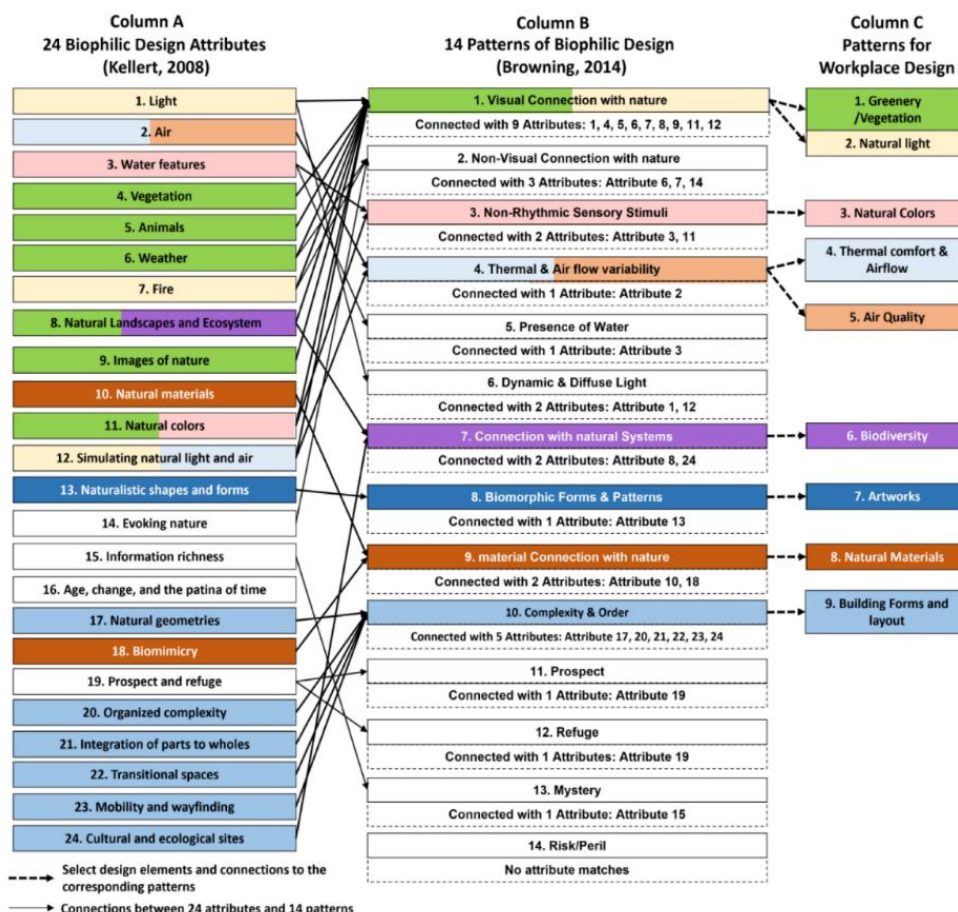 Column A
24 Biophilic Design Attributes
(Kellert, 2008)
1. Light
2. Air
3. Water features
4. Vegetation
5. Animals
6. Weather
7. Fire
8. Natural Landscapes and Ecosystem
9. Images of nature
10. Natural materials
11. Natural colors
12. Simulating natural light and air
13. Naturalistic shapes and forms
14. Evoking nature
15. Information richness
16. Age, change, and the patina of time
17. Natural geometries
18. Biomimicry
19. Prospect and refuge
20. Organized complexity
21. Integration of parts to wholes
22. Transitional spaces
23. Mobility and wayfinding
24. Cultural and ecological sites
Column B
14 Patterns of Biophilic Design
(Browning, 2014)
1. Visual Connection with nature
Connected with 9 Attributes: 1, 4, 5, 6, 7, 8, 9, 11, 12
2. Non-Visual Connection with nature
Connected with 3 Attributes: Attribute 6, 7, 14
3. Non-Rhythmic Sensory Stimuli
Connected with 2 Attributes: Attribute 3, 11
4. Thermal & Air flow variability
Connected with 1 Attribute: Attribute 2
5. Presence of Water
Connected with 1 Attribute: Attribute 3
6. Dynamic & Diffuse Light
Connected with 2 Attributes: Attribute 1, 12
7. Connection with natural Systems
Connected with 2 Attributes: Attribute 8, 24
8. Biomorphic Forms & Patterns
Connected with 1 Attribute: Attribute 13
9. material Connection with nature
Connected with 2 Attributes: Attribute 10, 18
10. Complexity & Order
Connected with 5 Attributes: Attribute 17, 20, 21, 22, 23, 24
11. Prospect
Connected with 1 Attribute: Attribute 19
12. Refuge
Connected with 1 Attributes: Attribute 19
13. Mystery
Connected with 1 Attribute: Attribute 15
14. Risk/Peril
No attribute matches
Column C
Patterns for
Workplace Design
1. Greenery
/Vegetation
2. Natural light
3. Natural Colors
4. Thermal comfort &
Airflow
5. Air Quality
6. Biodiversity
7. Artworks
8. Natural Materials
9. Building Forms and
layout
Select design elements and connections to the
corresponding patterns
Connections between 24 attributes and 14 patterns